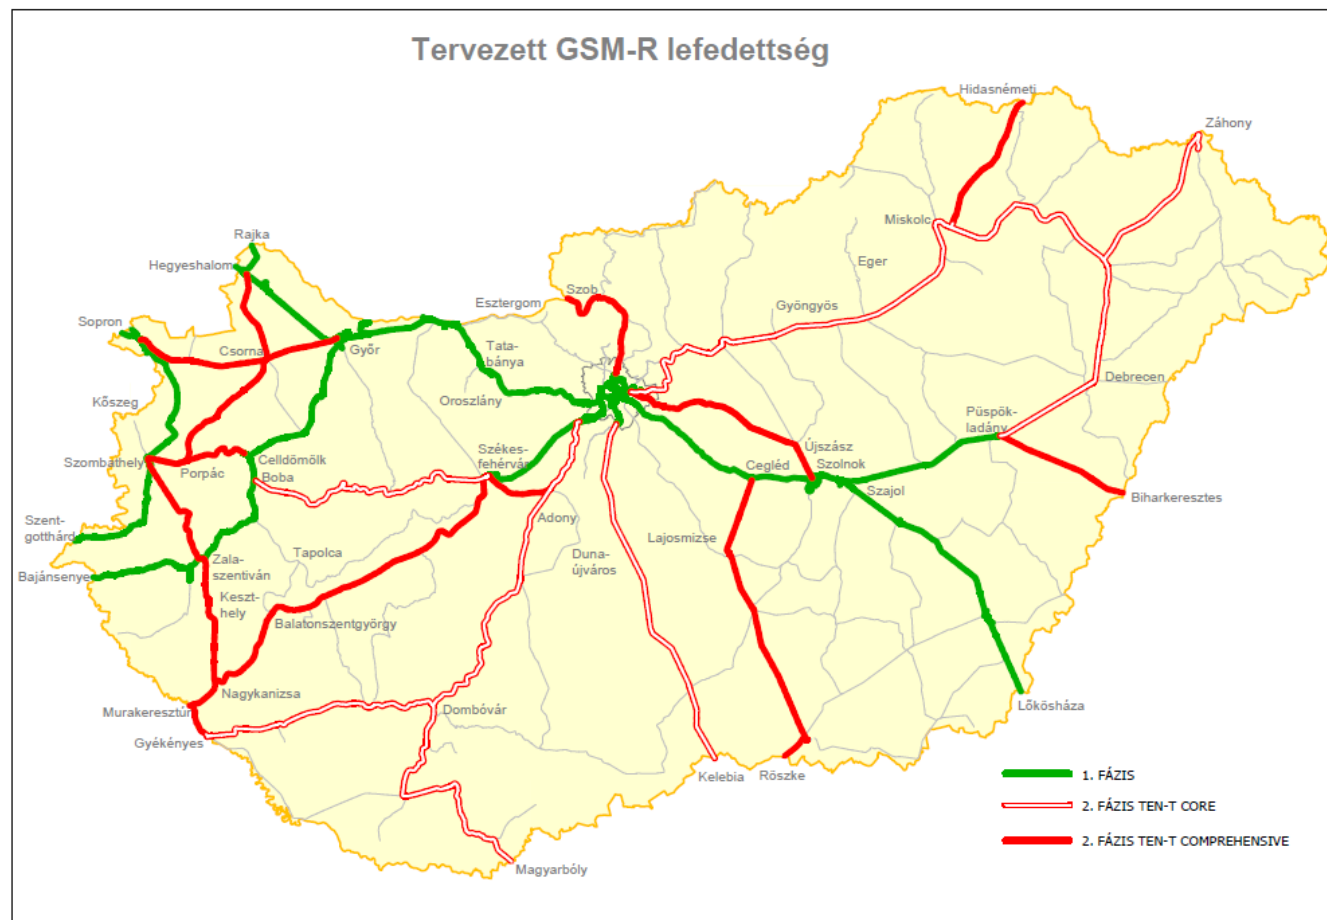 Tervezett GSM-R lefedettség
Hidasnémeti
Záhony
Miskolc
Rajka
Hegyeshalom
Eger
Szob
Esztergom
Gyöngyös
Sopron
Csorna
Győr
Tata-
bánya
Debrecen
Oroszlány
Kőszeg
Püspök-
ladány
Szombathely
Porpác
Celldömölk
Boba
Székes-
fehérvár
Újszász
Cegléd
Szolnok
Szajol
Biharkeresztes
Adony
Szent-
gotthárd
Lajosmizse
Tapolca
Duna-
újváros
Zala-
szentiván
Bajánsenye
Keszt-
hely
Balatonszentgyörgy
Nagykanizsa
Murakeresztúr
Dombóvár
Lőkösháza
Gyékényes
Kelebia
Röszke
1. FÁZIS
2. FÁZIS TEN-T CORE
2. FÁZIS TEN-T COMPREHENSIVE
Magyarbóly